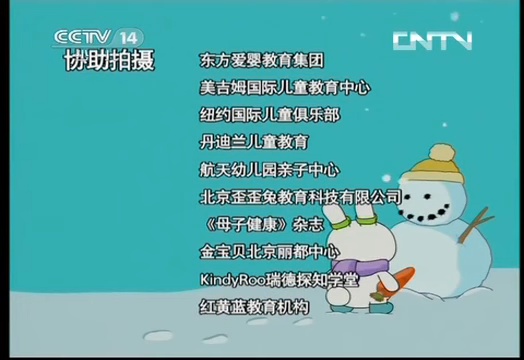 CCTV 14
CNTV
协助拍摄
东方爱婴教育集团
美吉姆国际儿童教育中心
纽约国际儿童俱乐部
丹迪兰儿童教育
航天幼儿园亲子中心
北京歪歪兔教育科技有限公司
《母子健康》杂志
金宝贝北京丽都中心
KindyRoo瑞德探知学堂
红黄蓝教育机构